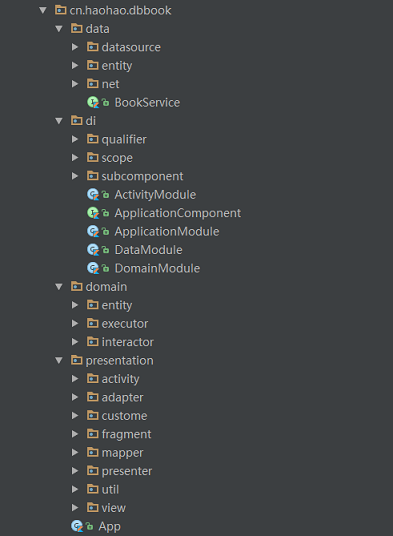 cn.haohao.dbbook
data
datasource
entity
net
BookService
di
qualifier
scope
subcomponent
ActivityModule
ApplicationComponent
ApplicationModule
DataModule
DomainModule
domain
entity
executor
interactor
presentation
activity
adapter
custome
fragment
mapper
presenter
util
view
App